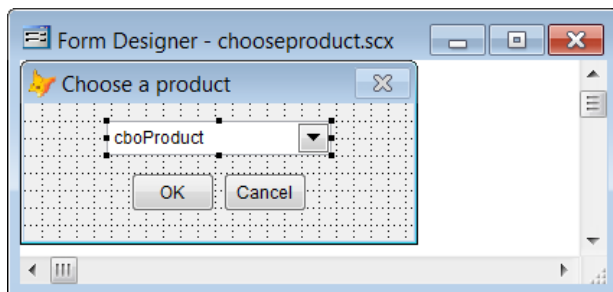 Form Designer - chooseproduct.scx
Choose a product
cboProduct
OK Cancel